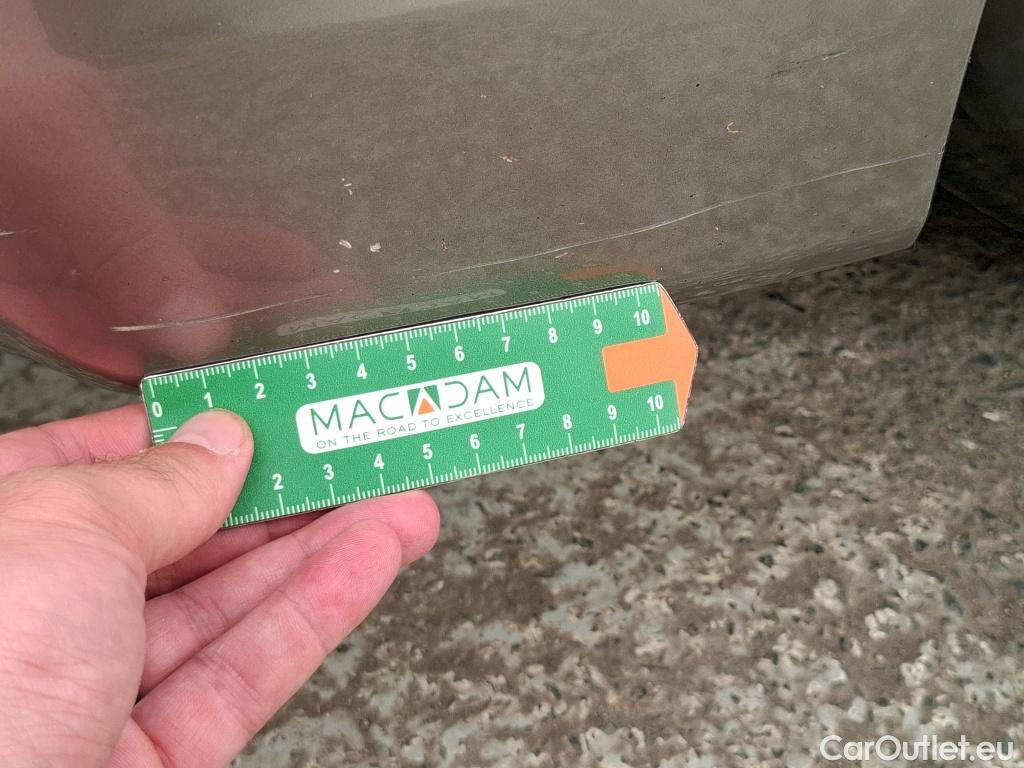 0 1 2 3 4 5 6 7 8 9 10
MACADAM
ON THE ROAD TO EXCELLENCE
2 3 4 5 6 7 8 9 10
CarOutlet.eu